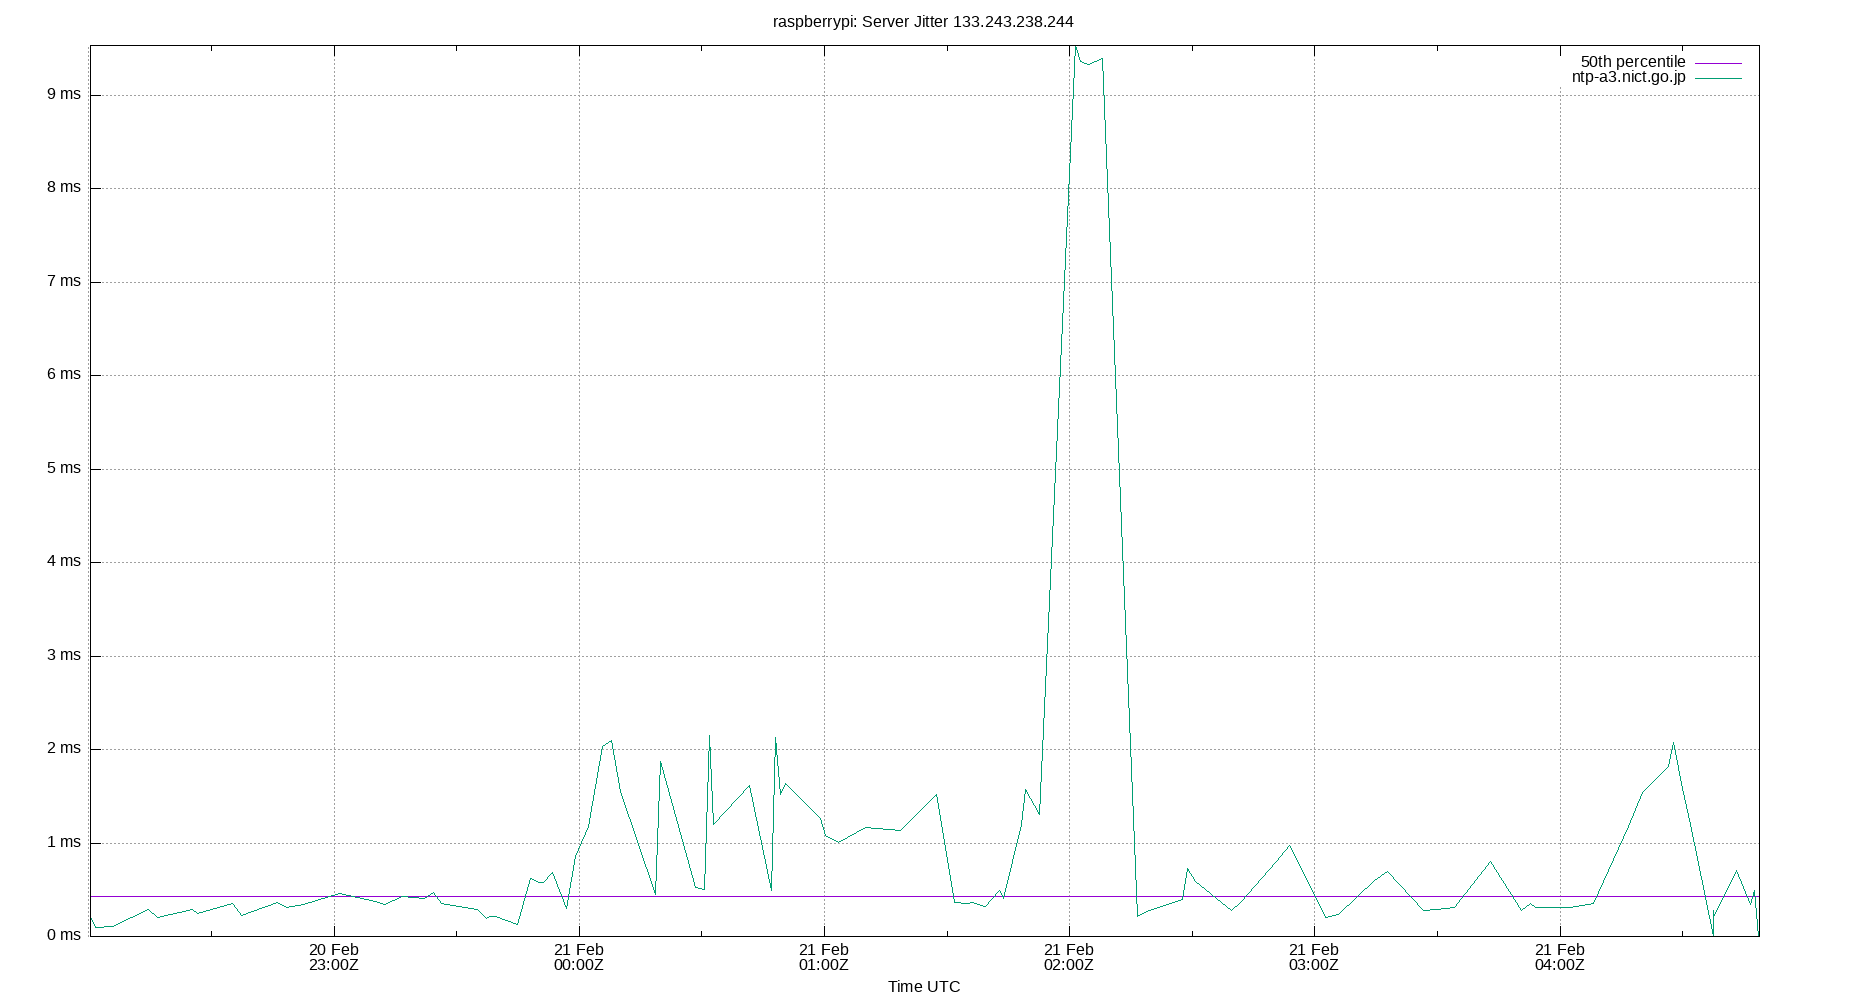 raspberrypi: Server Jitter 133.243.238.244
50th percentile
ntp-a3.nict.go.jp
9 ms
8 ms
7 ms
6 ms
5 ms
4 ms
3 ms
2 ms
1 ms
0 ms
20 Feb 21 Feb 21 Feb 21 Feb 21 Feb 21 Feb
23:00Z 00:00Z 01:00Z 02:00Z 03:00Z 04:00Z
Time UTC